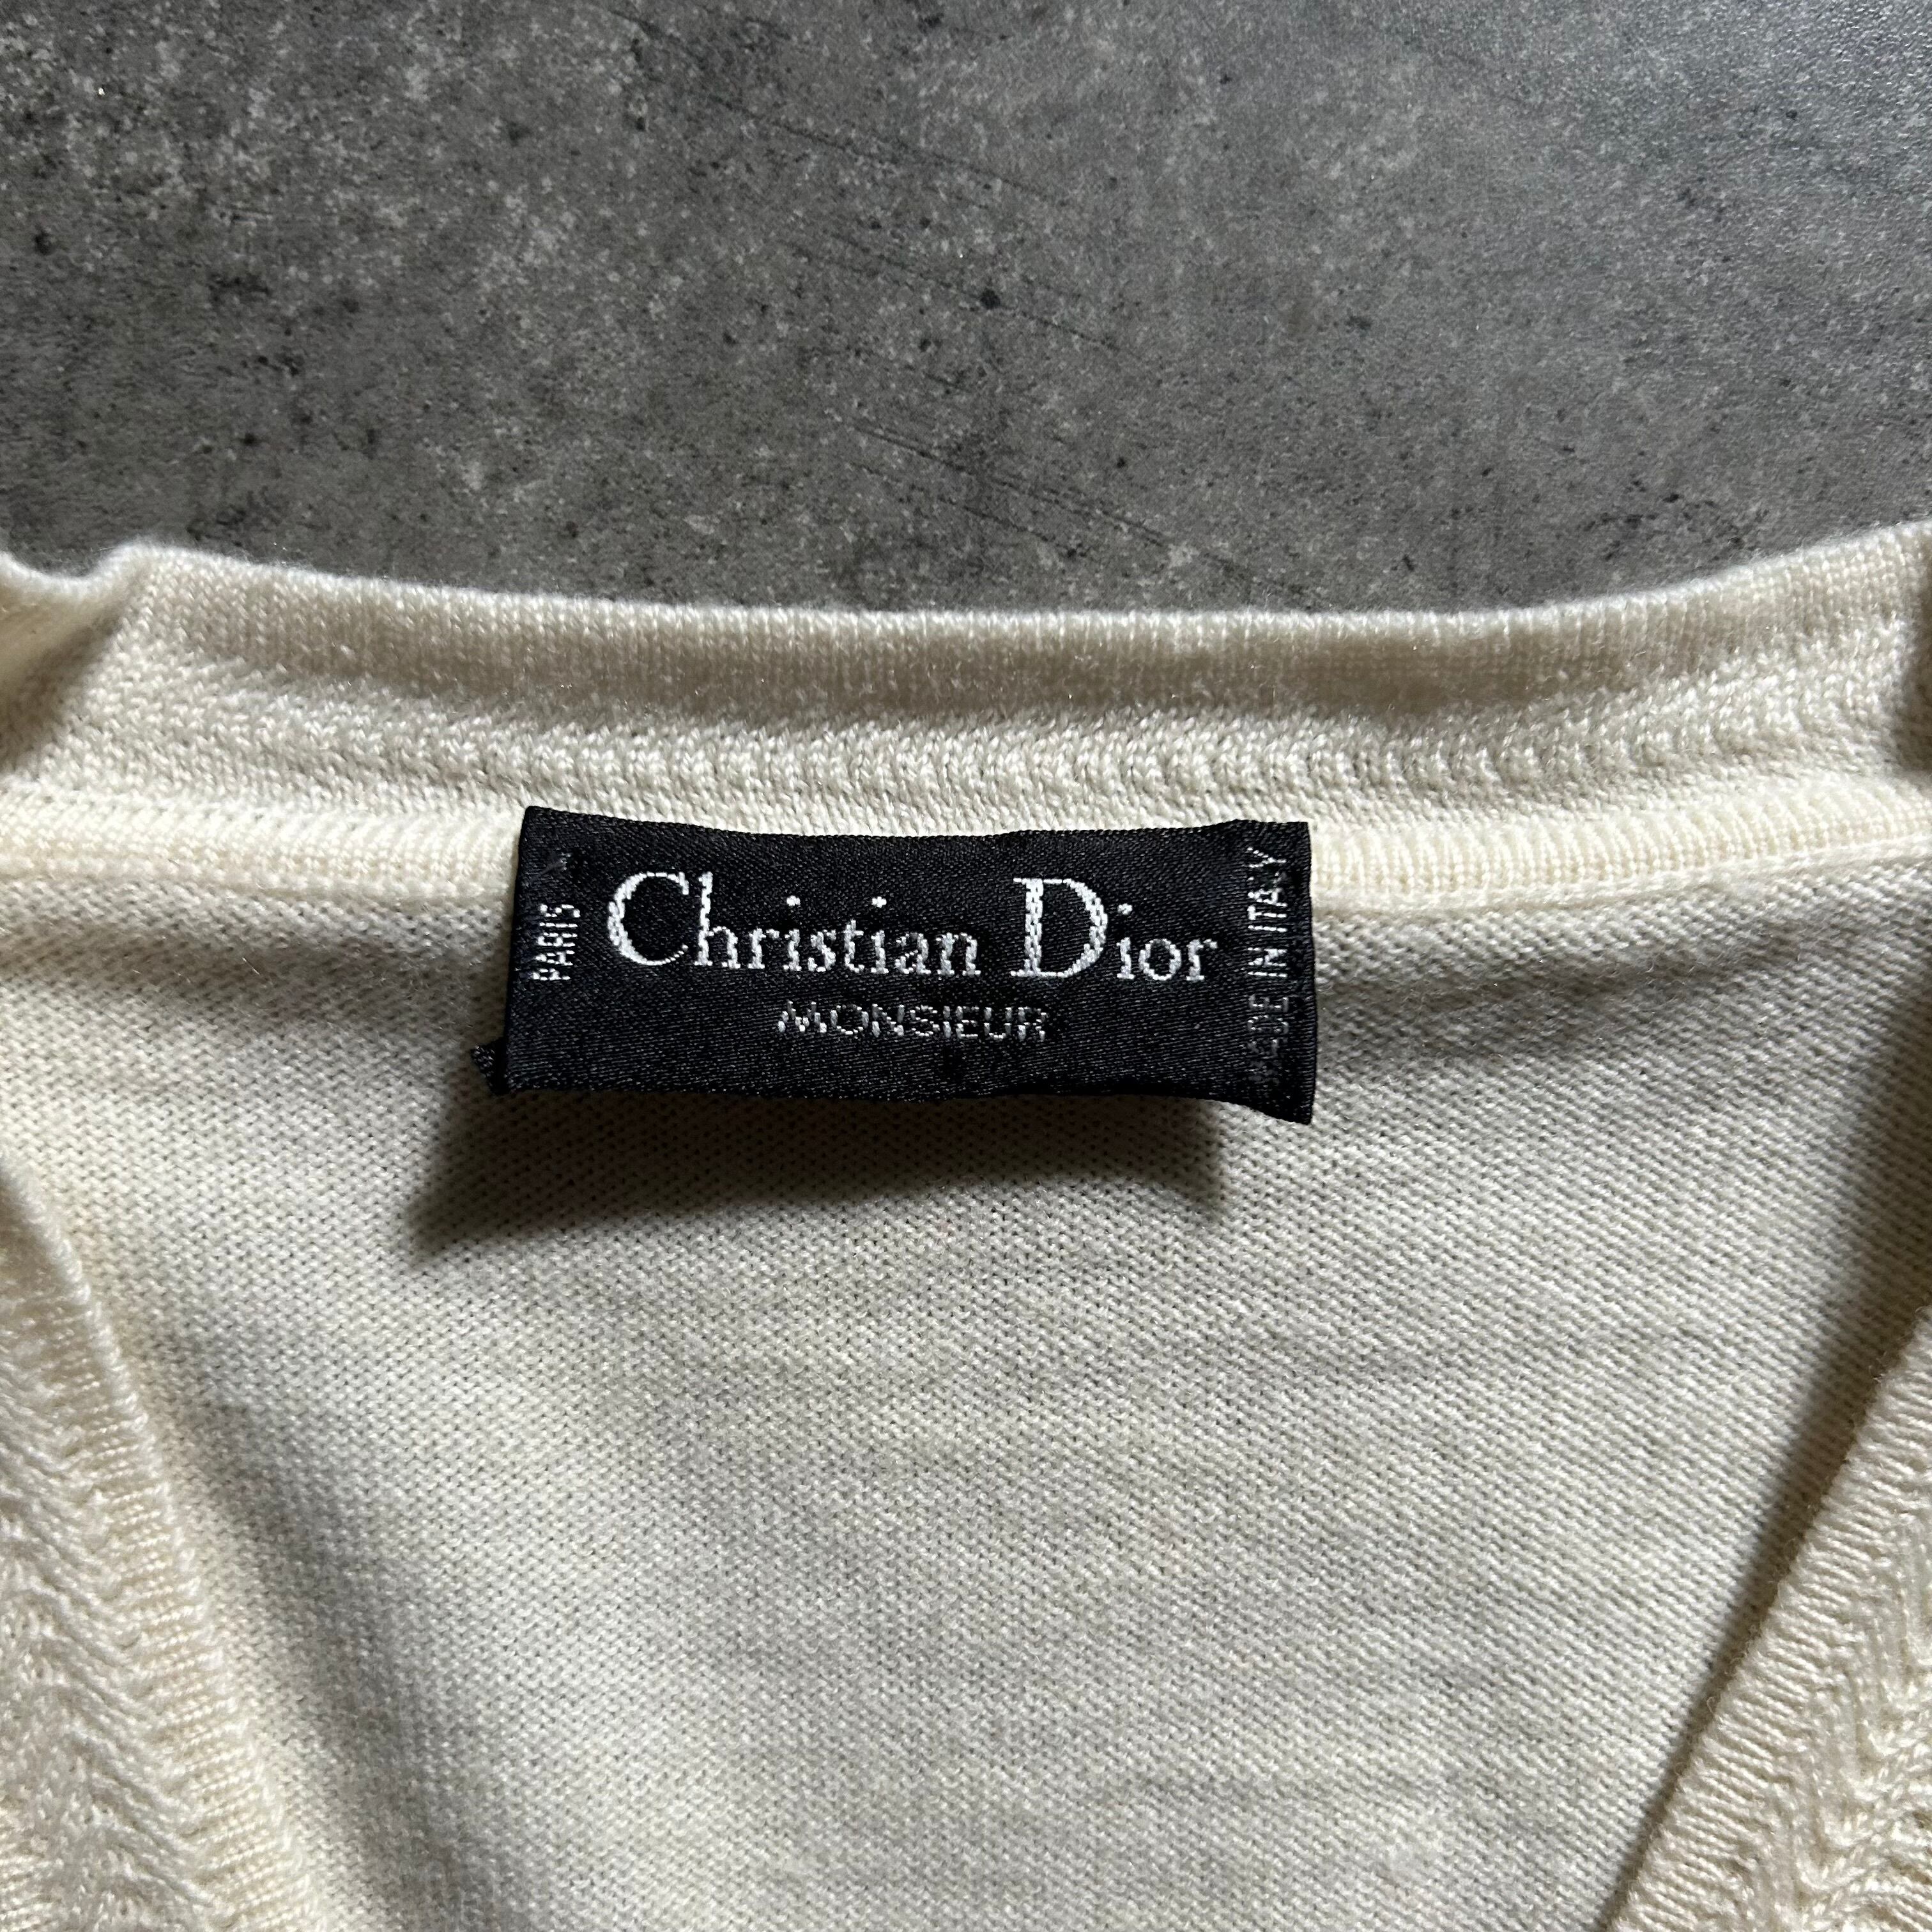 PARIS
Christian Dior
MONSIEUR
MADE IN ITALY